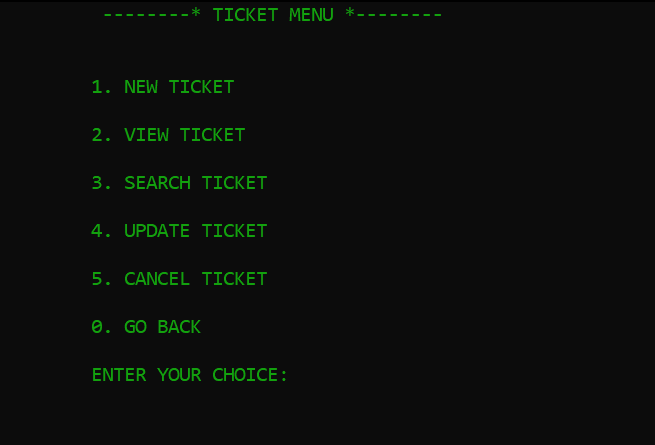 --------* TICKET MENU *--------
1. NEW TICKET
2. VIEW TICKET
3. SEARCH TICKET
4. UPDATE TICKET
5. CANCEL TICKET
0. GO BACK
ENTER YOUR CHOICE: